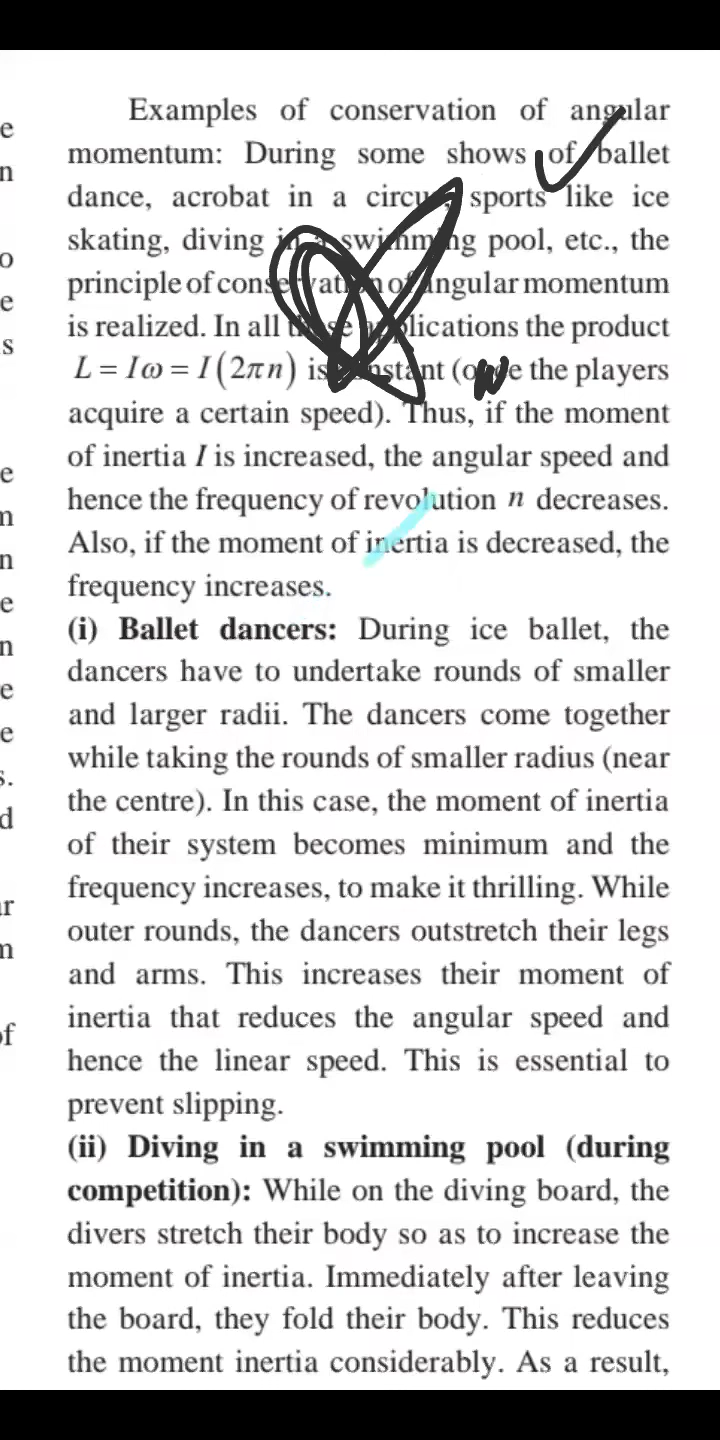 Examples of conservation of angular
momentum: During some shows of ballet
dance, acrobat in a circus, sports like ice
skating, diving in a swimming pool, etc., the
principle of conservation of angular momentum
is realized. In all these applications the product
L = Iω = I(2πn) is constant (once the players
acquire a certain speed). Thus, if the moment
of inertia I is increased, the angular speed and
hence the frequency of revolution n decreases.
Also, if the moment of inertia is decreased, the
frequency increases.
(i) Ballet dancers: During ice ballet, the
dancers have to undertake rounds of smaller
and larger radii. The dancers come together
while taking the rounds of smaller radius (near
the centre). In this case, the moment of inertia
of their system becomes minimum and the
frequency increases, to make it thrilling. While
outer rounds, the dancers outstretch their legs
and arms. This increases their moment of
inertia that reduces the angular speed and
hence the linear speed. This is essential to
prevent slipping.
(ii) Diving in a swimming pool (during
competition): While on the diving board, the
divers stretch their body so as to increase the
moment of inertia. Immediately after leaving
the board, they fold their body. This reduces
the moment inertia considerably. As a result,